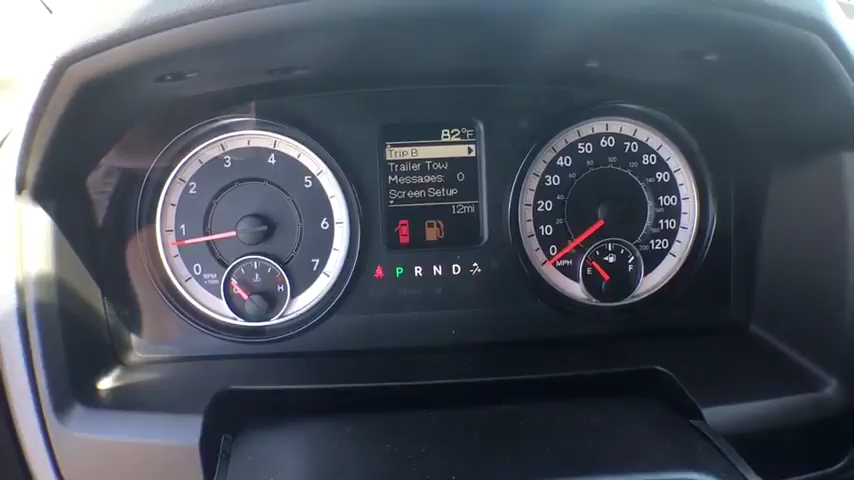 82°F
Trip B
Trailer Tow
Messages: 0
Screen Setup
12mi
P R N D
0 1 2 3 4 5 6 7
RPM
C H
0 10 20 30 40 50 60 70 80 90 100 110 120
MPH
E F